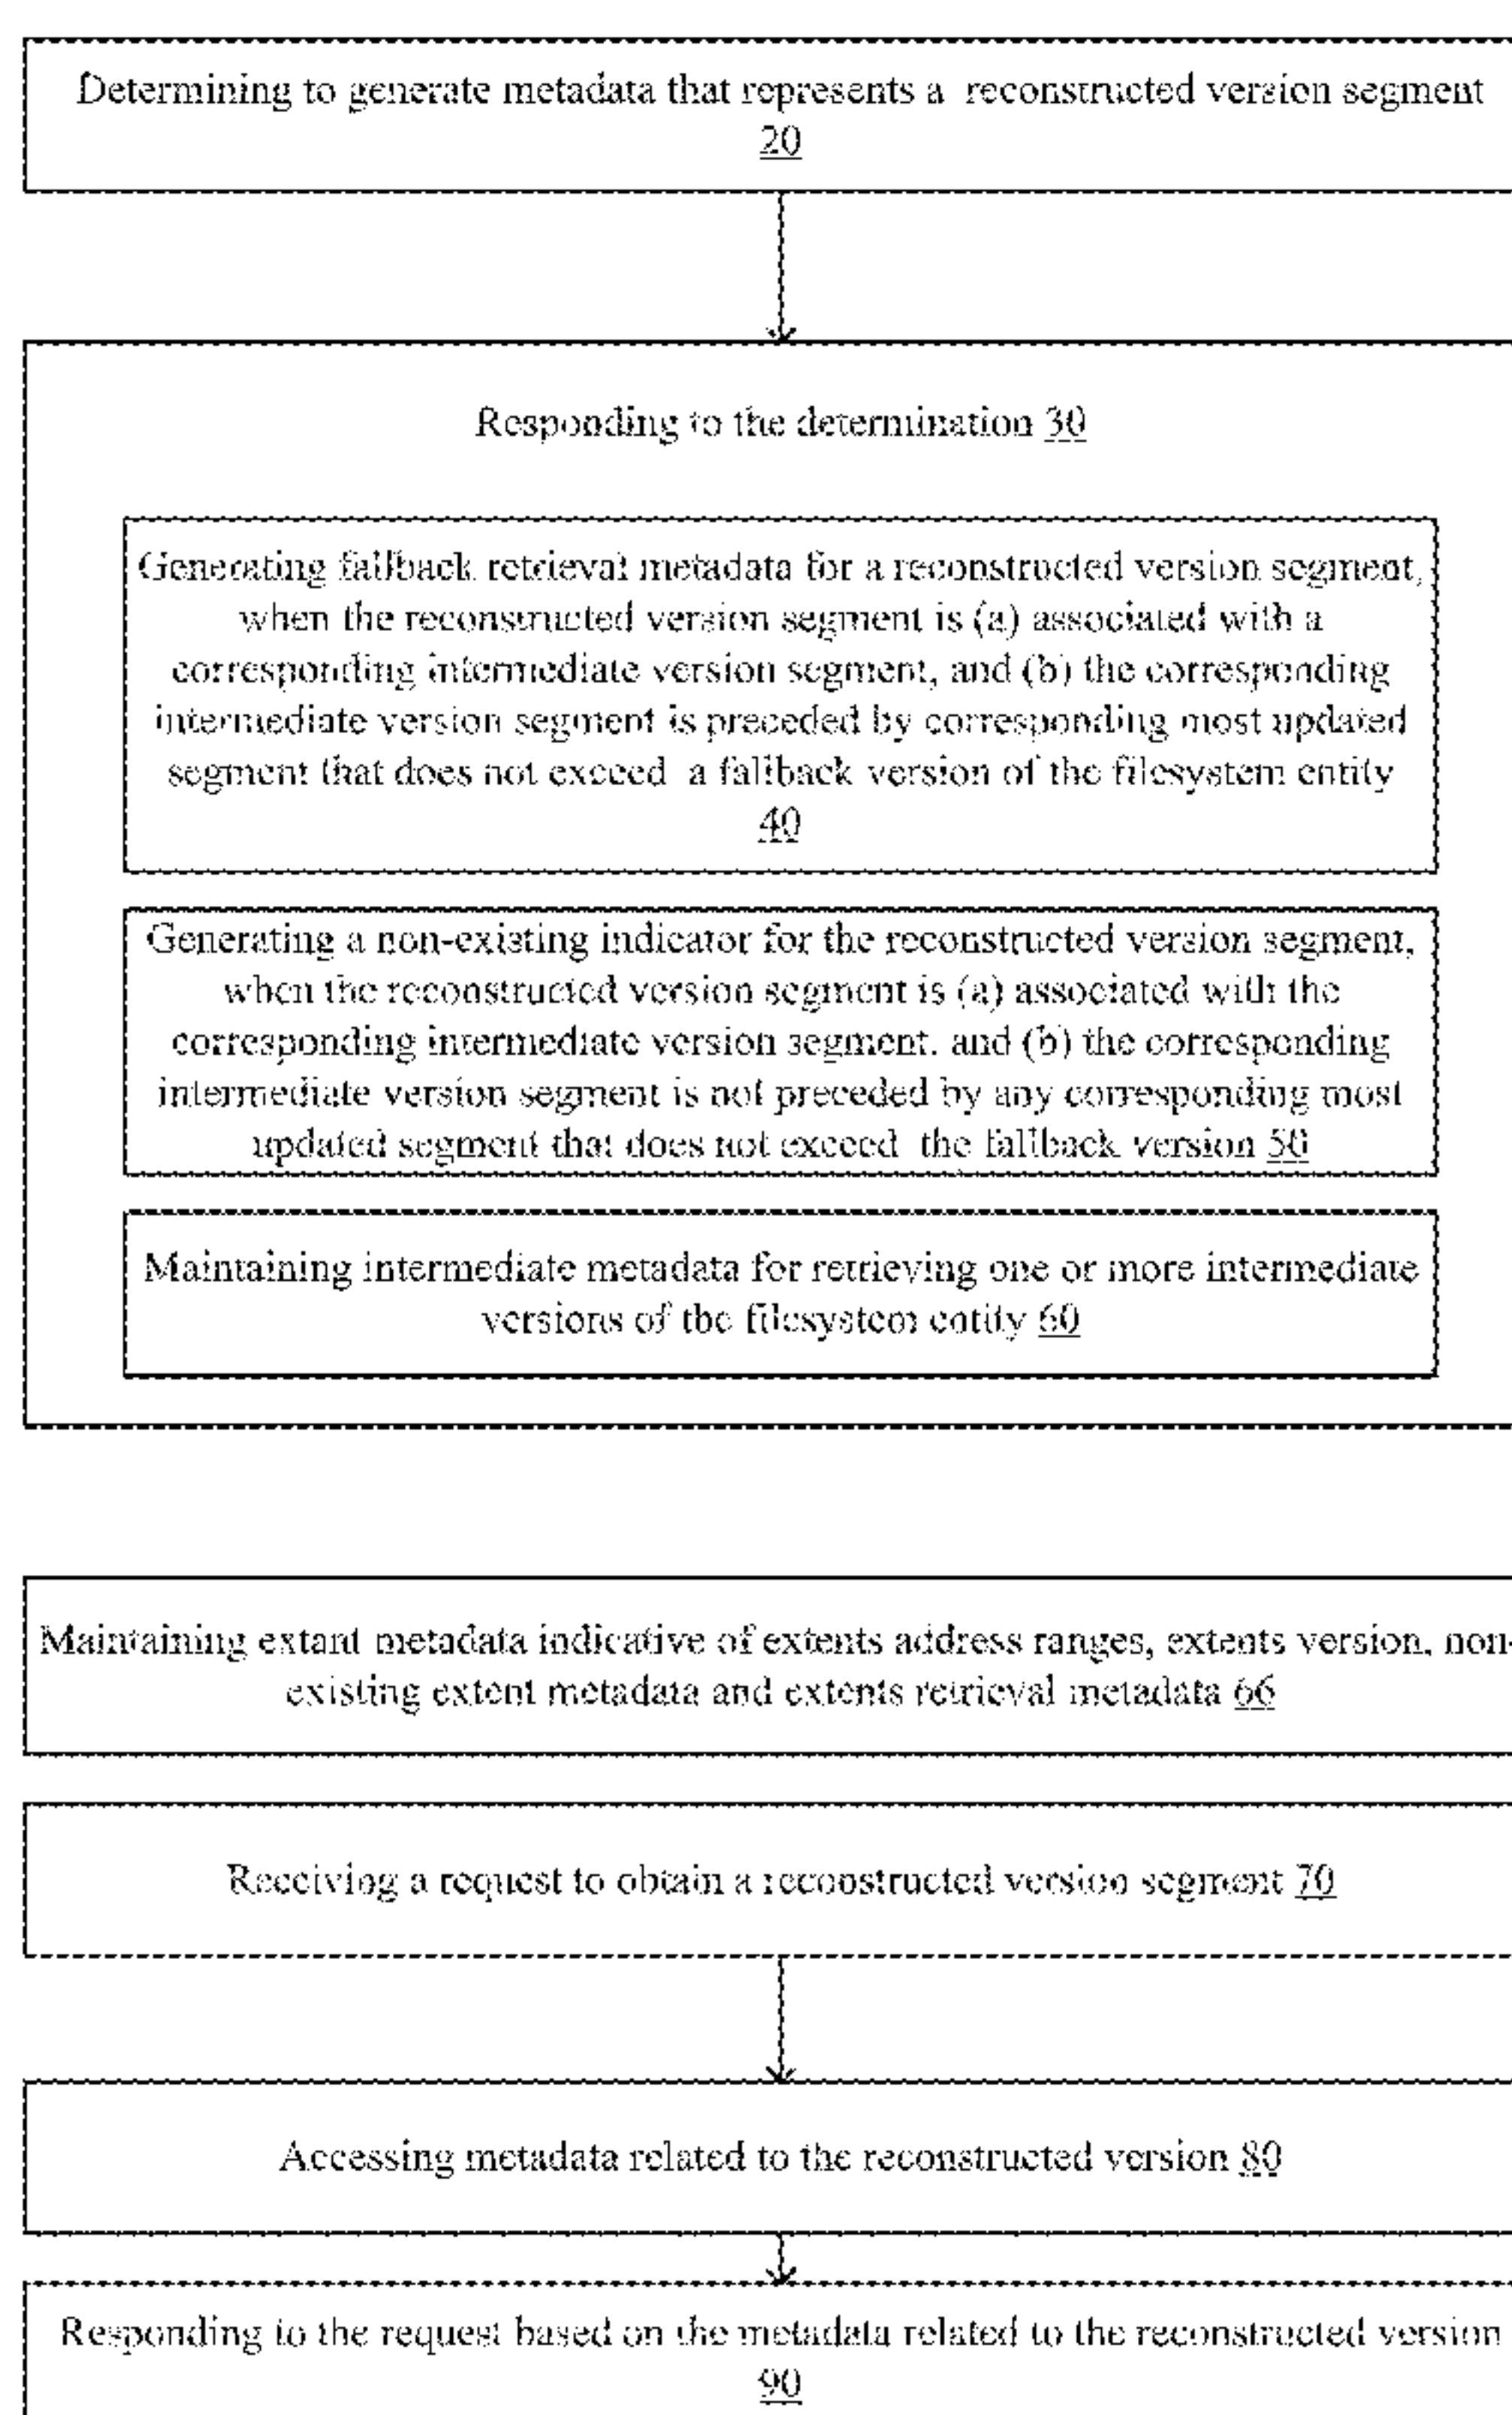 Determining to generate metadata that represents a reconstructed version segment
20
Responding to the determination 30
Generating fallback retrieval metadata for a reconstructed version segment,
when the reconstructed version segment is (a) associated with a
corresponding intermediate version segment, and (b) the corresponding
intermediate version segment is preceded by corresponding most updated
segment that does not exceed a fallback version of the filesystem entity
40
Generating a non-existing indicator for the reconstructed version segment,
when the reconstructed version segment is (a) associated with the
corresponding intermediate version segment. and (b) the corresponding
intermediate version segment is not preceded by any corresponding most
updated segment that does not exceed the fallback version 50
Maintaining intermediate metadata for retrieving one or more intermediate
versions of the filesystem entity 60
Maintaining extant metadata indicative of extents address ranges, extents version, non-
existing extent metadata and extents retrieval metadata 66
Receiving a request to obtain a reconstructed version segment 70
Accessing metadata related to the reconstructed version 80
Responding to the request based on the metadata related to the reconstructed version
90